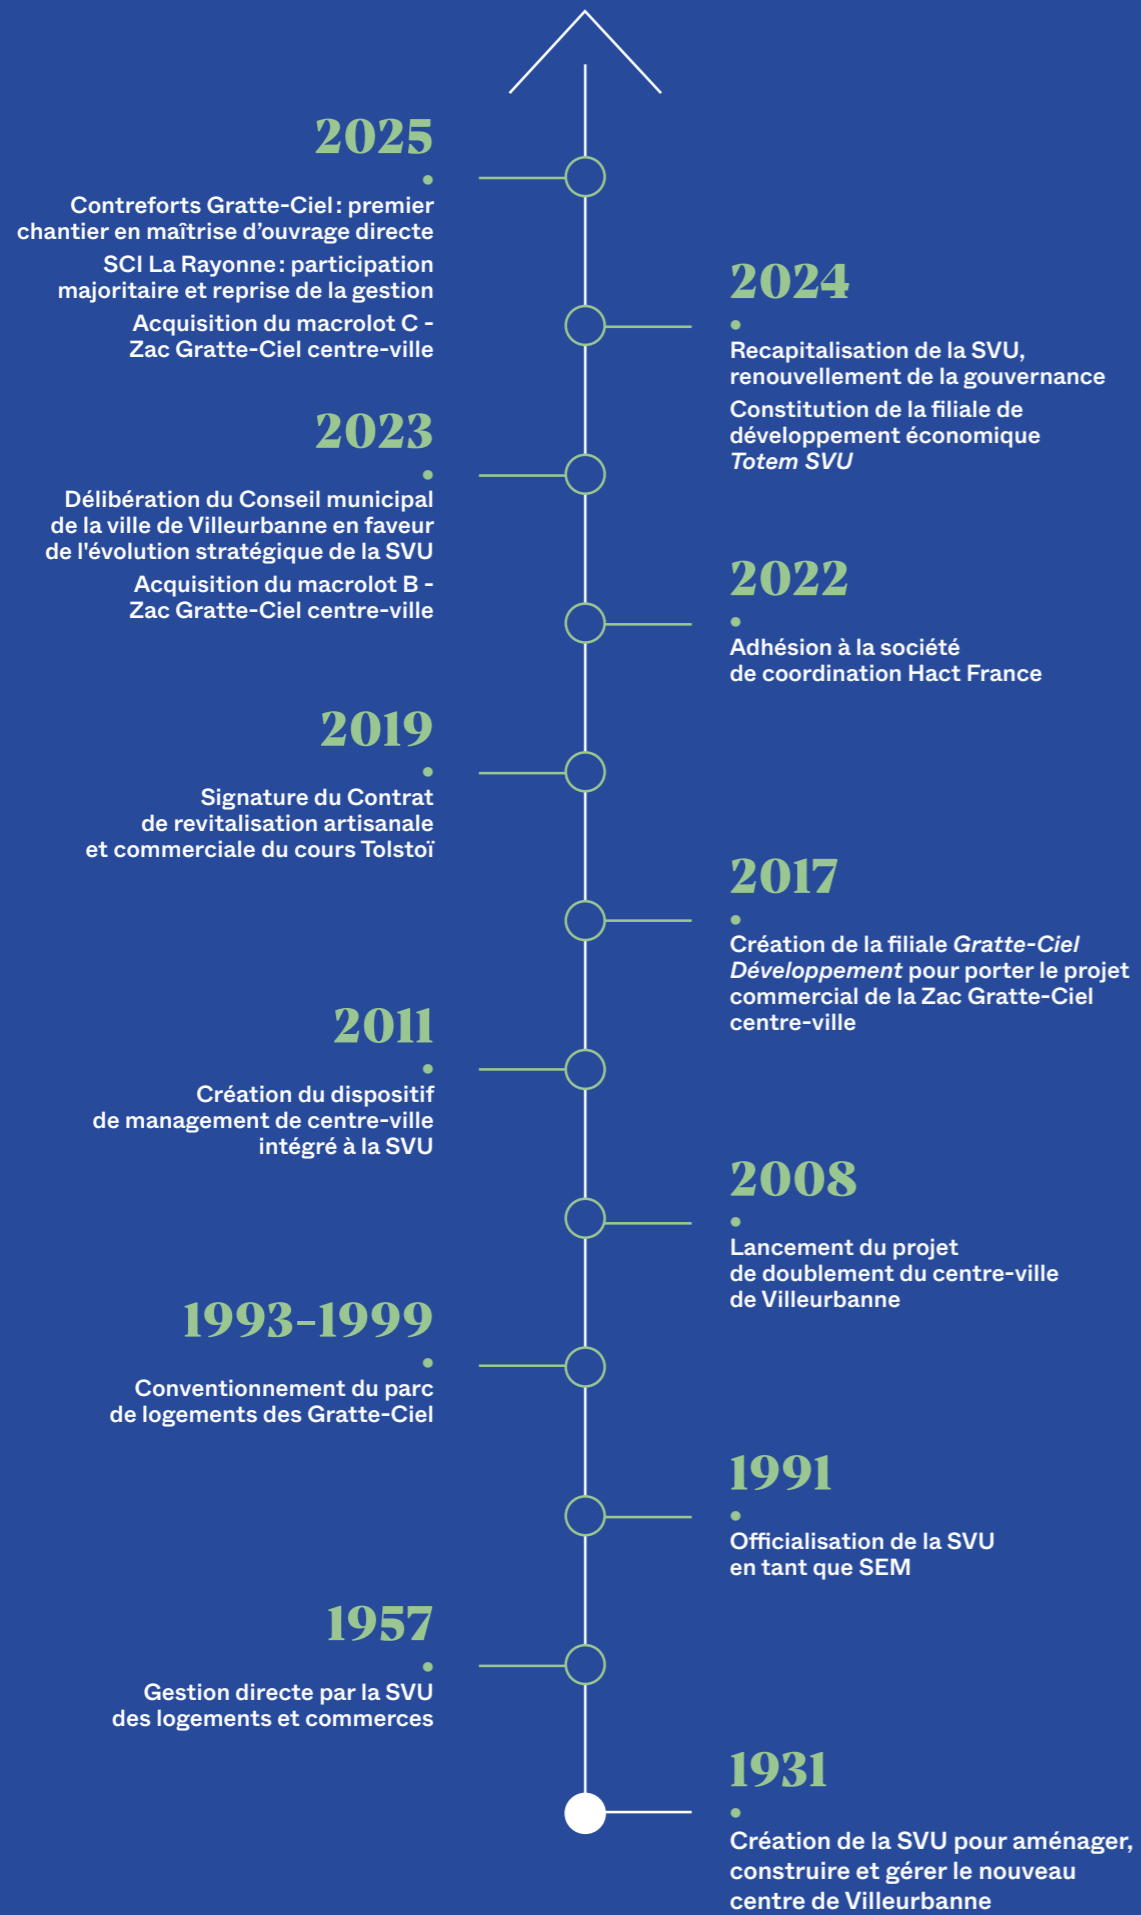 2025
Contreforts Gratte-Ciel : premier
chantier en maîtrise d’ouvrage directe
SCI La Rayonne : participation
majoritaire et reprise de la gestion
Acquisition du macrolot C -
Zac Gratte-Ciel centre-ville
2024
Recapitalisation de la SVU,
renouvellement de la gouvernance
Constitution de la filiale de
développement économique
Totem SVU
2023
Délibération du Conseil municipal
de la ville de Villeurbanne en faveur
de l'évolution stratégique de la SVU
Acquisition du macrolot B -
Zac Gratte-Ciel centre-ville
2022
Adhésion à la société
de coordination Hact France
2019
Signature du Contrat
de revitalisation artisanale
et commerciale du cours Tolstoï
2017
Création de la filiale Gratte-Ciel
Développement pour porter le projet
commercial de la Zac Gratte-Ciel
centre-ville
2011
Création du dispositif
de management de centre-ville
intégré à la SVU
2008
Lancement du projet
de doublement du centre-ville
de Villeurbanne
1993-1999
Conventionnement du parc
de logements des Gratte-Ciel
1991
Officialisation de la SVU
en tant que SEM
1957
Gestion directe par la SVU
des logements et commerces
1931
Création de la SVU pour aménager,
construire et gérer le nouveau
centre de Villeurbanne